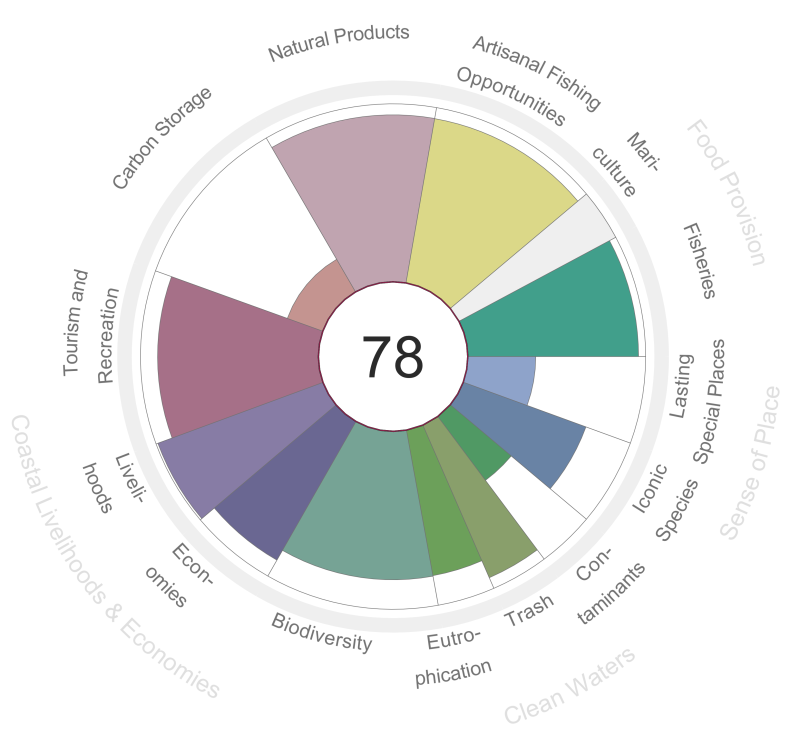 Natural Products
Artisanal Fishing
Opportunities
Mari-
culture
Food Provision
Fisheries
Lasting
Special Places
Sense of Place
Iconic
Species
Con-
taminants
Trash
Clean Waters
Eutro-
phication
Biodiversity
Econ-
omies
Coastal Livelihoods & Economies
Liveli-
hoods
Tourism and
Recreation
Carbon Storage
78